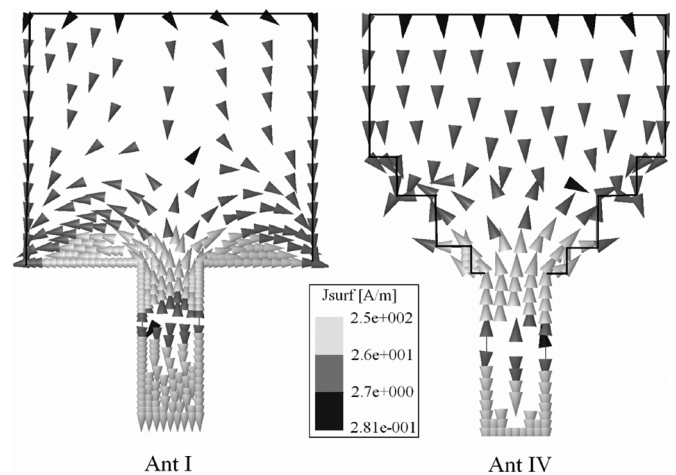 Jsurf [A/m]
2.5e+002
2.6e+001
2.7e+000
2.81e-001
Ant I
Ant IV